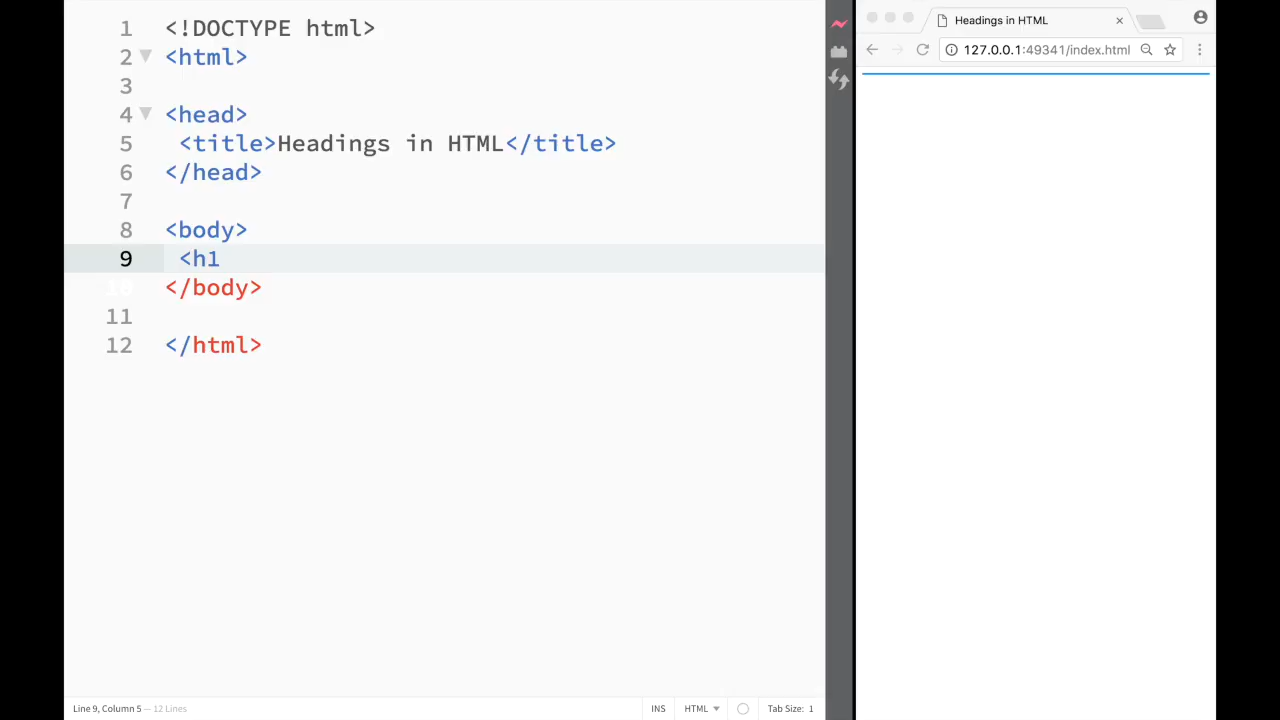 1 <!DOCTYPE html>
2 <html>
3
4 <head>
5 <title>Headings in HTML</title>
6 </head>
7
8 <body>
9 <h1
10 </body>
11
12 </html>
Line 9, Column 5 — 12 Lines
INS HTML Tab Size: 1
Headings in HTML
127.0.0.1:49341/index.html